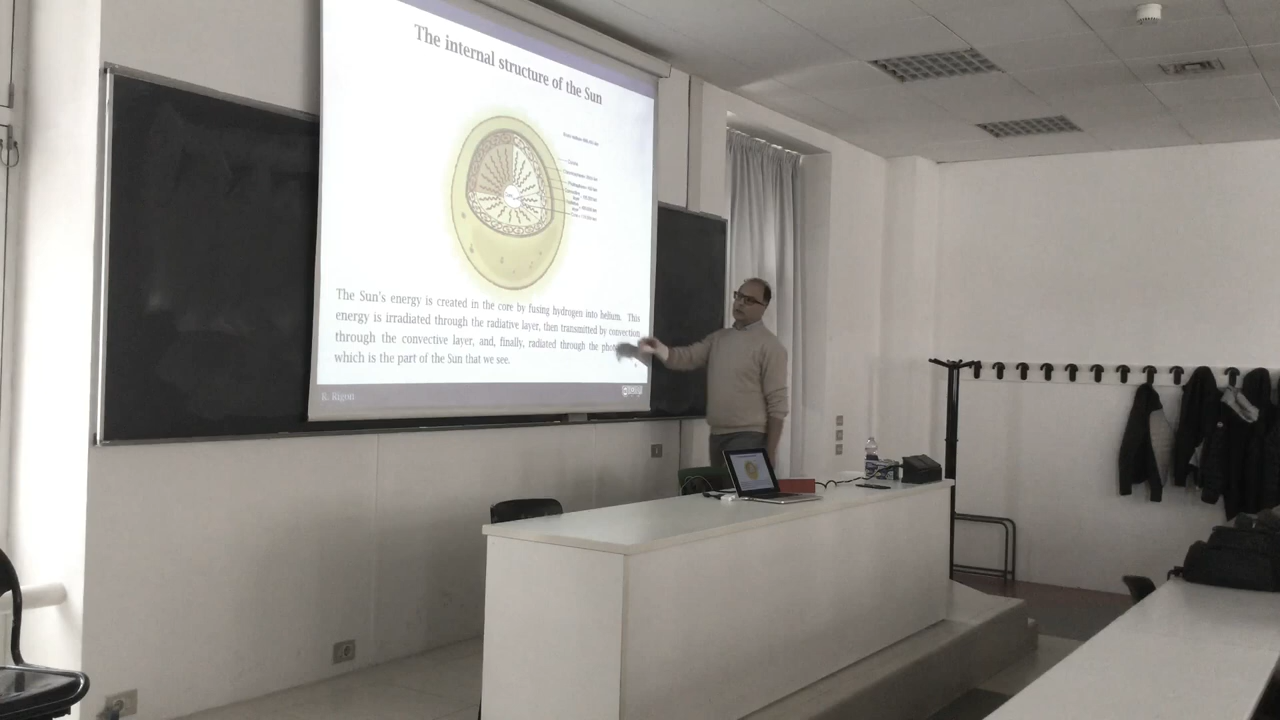 The internal structure of the Sun
The Sun's energy is created in the core by fusing hydrogen into helium. This
energy is irradiated through the radiative layer, then transmitted by convection
through the convective layer, and, finally, radiated through the
which is the part of the Sun that we see.
R. Rigon